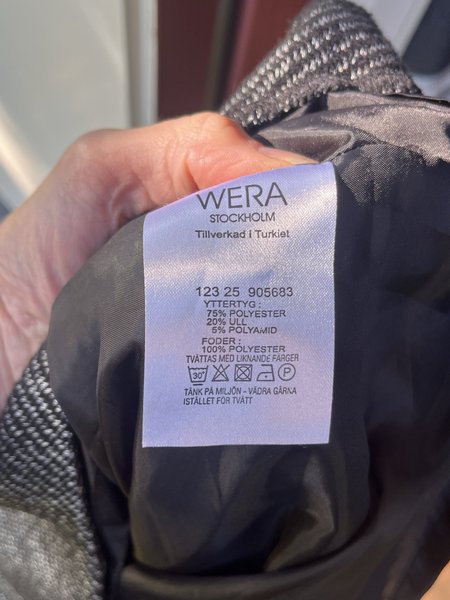 WERA
STOCKHOLM
Tillverkad i Turkiet
123 25 905683
YTTERTYG :
75% POLYESTER
20% ULL
5% POLYAMID
FODER :
100% POLYESTER
TVÄTTAS MED LIKNANDE FÄRGER
30° P
TÄNK PÅ MILJÖN - VÄDRA GÄRNA
ISTÄLLET FÖR TVÄTT